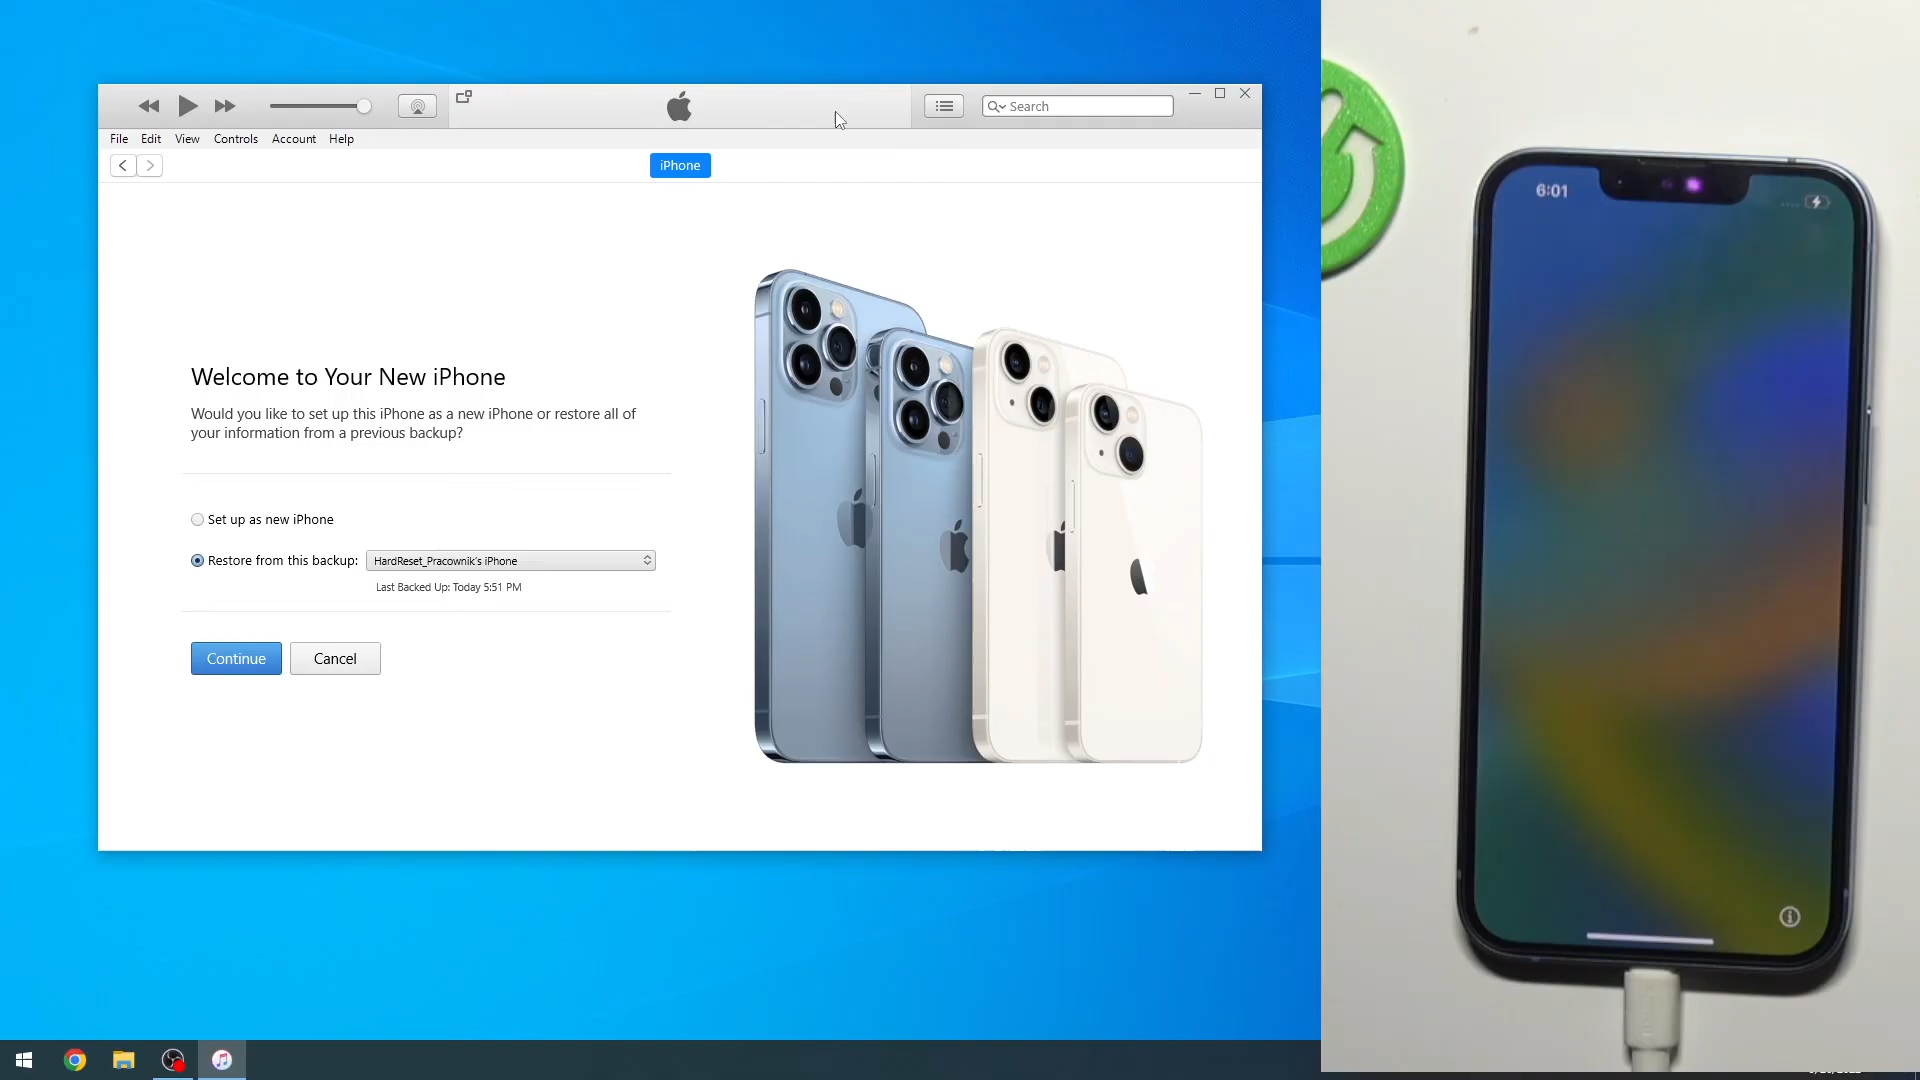 Search
File Edit View Controls Account Help
iPhone
6:01
Welcome to Your New iPhone
Would you like to set up this iPhone as a new iPhone or restore all of
your information from a previous backup?
Set up as new iPhone
Restore from this backup: HardReset_Pracownik's iPhone
Last Backed Up: Today 5:51 PM
Continue Cancel